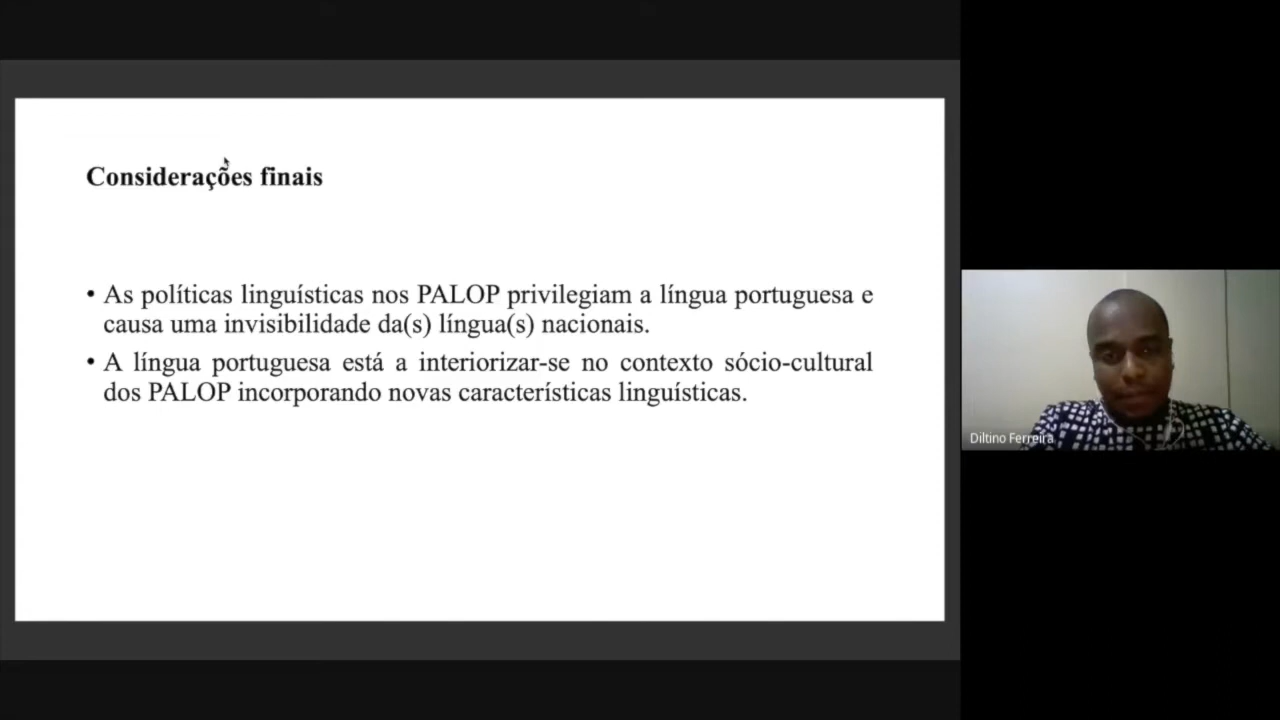 Considerações finais
• As políticas linguísticas nos PALOP privilegiam a língua portuguesa e
causa uma invisibilidade da(s) língua(s) nacionais.
• A língua portuguesa está a interiorizar-se no contexto sócio-cultural
dos PALOP incorporando novas características linguísticas.
Diltino Ferreira